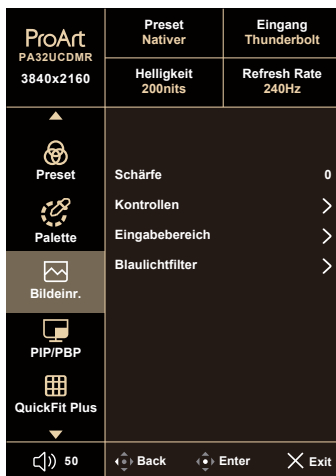 ProArt
PA32UCDMR
3840x2160
Preset
Nativer
Eingang
Thunderbolt
Helligkeit
200nits
Refresh Rate
240Hz
Preset
Palette
Bildeinr.
PIP/PBP
QuickFit Plus
Schärfe 0
Kontrollen
Eingabebereich
Blaulichtfilter
50
Back
Enter
Exit